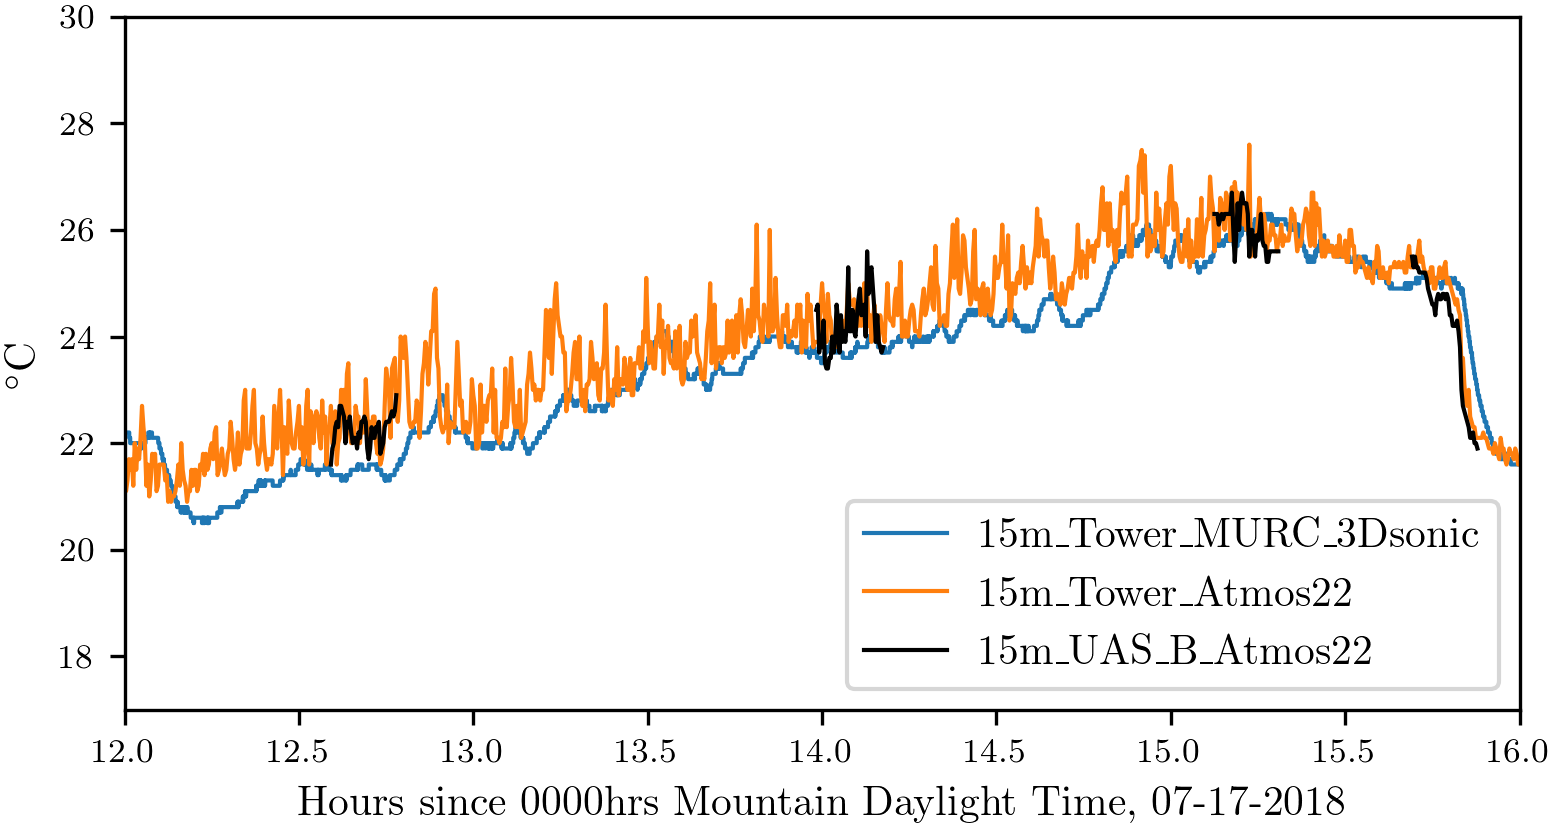 30
28
26
24
22
20
18
°C
15m_Tower_MURC_3Dsonic
15m_Tower_Atmos22
15m_UAS_B_Atmos22
12.0 12.5 13.0 13.5 14.0 14.5 15.0 15.5 16.0
Hours since 0000hrs Mountain Daylight Time, 07-17-2018